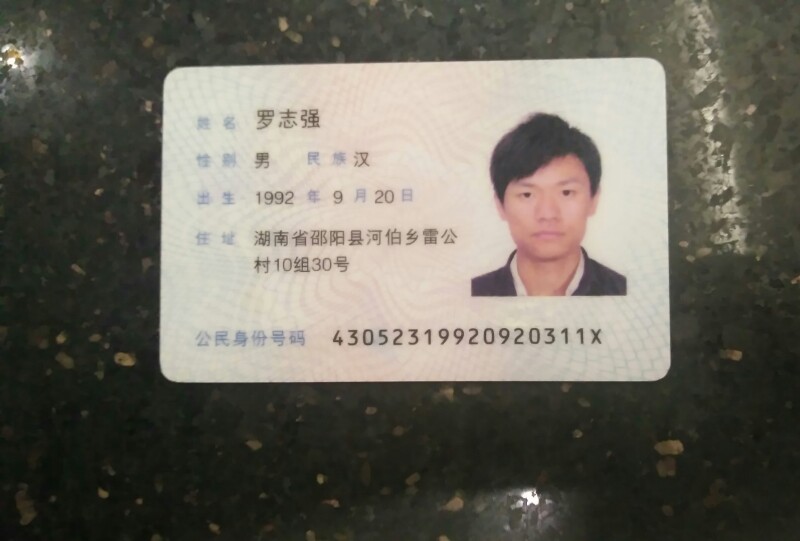 姓名 罗志强
性别 男 民族 汉
出生 1992 年 9 月 20 日
住址 湖南省邵阳县河伯乡雷公
村10组30号
公民身份号码 43052319920920311X